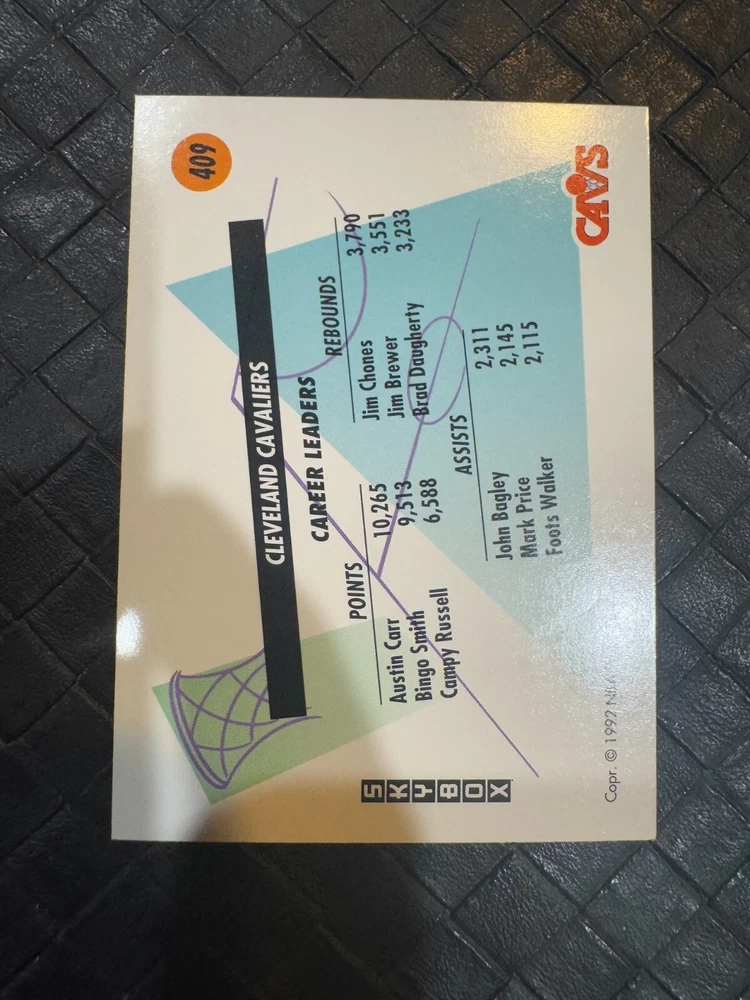 409
CLEVELAND CAVALIERS
CAREER LEADERS
POINTS
Austin Carr 10,265
Bingo Smith 9,513
Campy Russell 6,588
REBOUNDS
Jim Chones 3,790
Jim Brewer 3,551
Brad Daugherty 3,233
ASSISTS
John Bagley 2,311
Mark Price 2,145
Foots Walker 2,115
SKYBOX
Copr. © 1992 NBA
CAVS